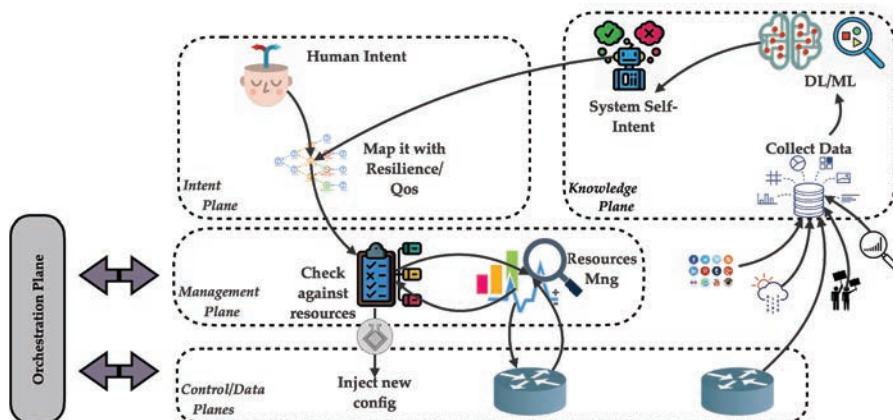 Human Intent
System Self-
Intent
DL/ML
Collect Data
Map it with
Resilience/
Qos
Intent
Plane
Knowledge
Plane
Orchestration Plane
Check
against
resources
Resources
Mng
Management
Plane
Inject new
config
Control/Data
Planes